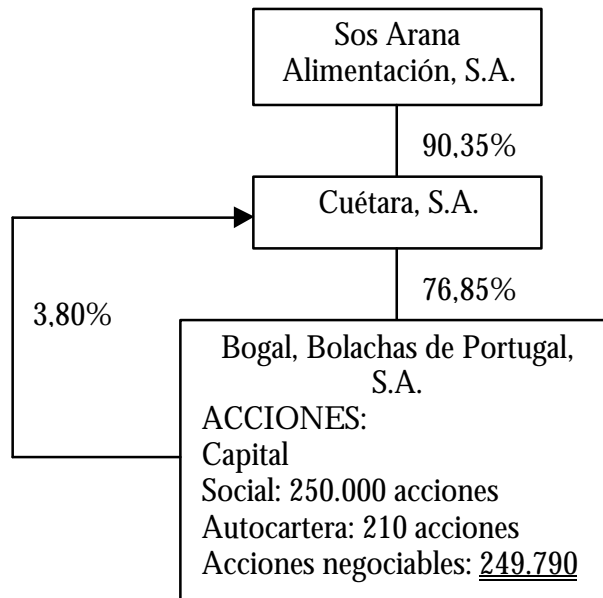 Sos Arana
Alimentación, S.A.
90,35%
Cuétara, S.A.
76,85%
3,80%
Bogal, Bolachas de Portugal,
S.A.
ACCIONES:
Capital
Social: 250.000 acciones
Autocartera: 210 acciones
Acciones negociables: 249.790